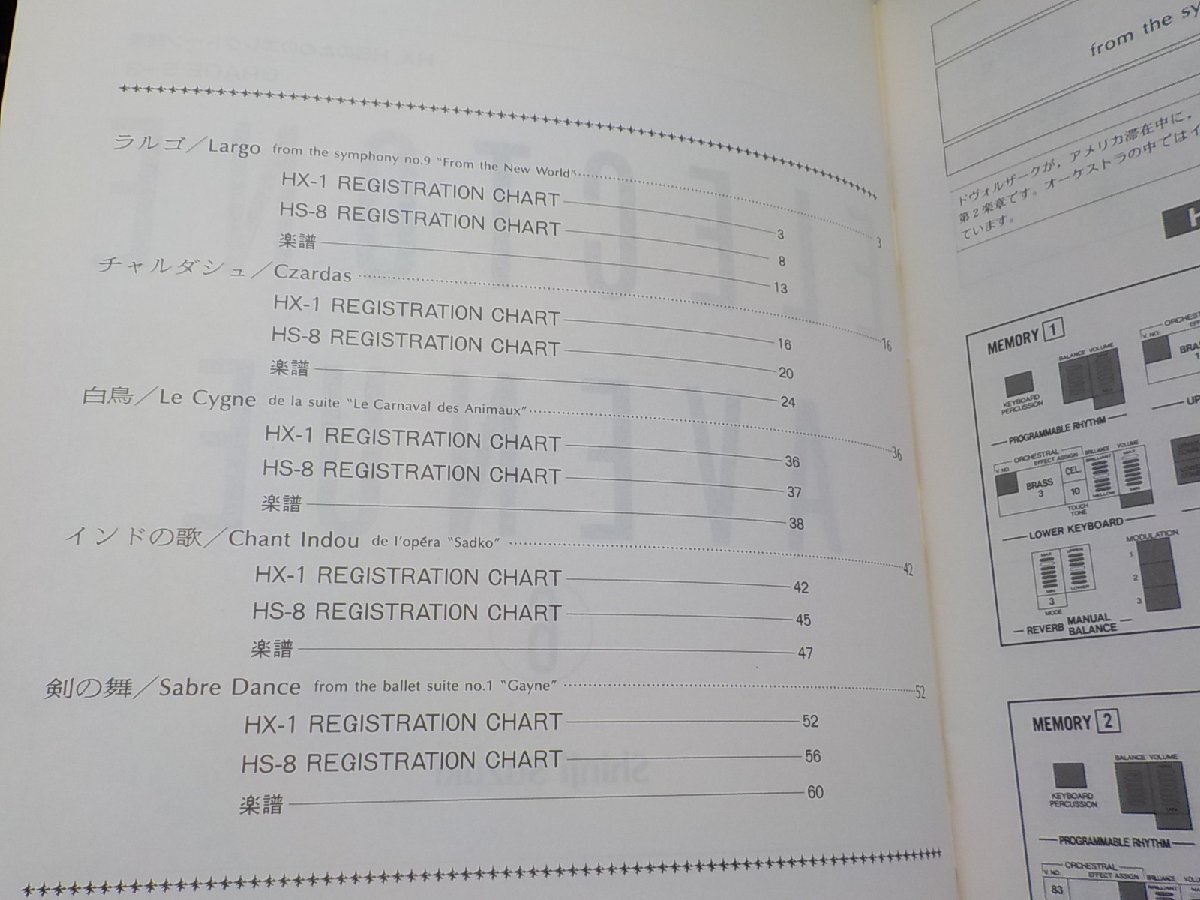 ラルゴ／Largo from the symphony no.9 "From the New World" 3
HX-1 REGISTRATION CHART 3
HS-8 REGISTRATION CHART 8
楽譜 13
チャルダシュ／Czardas 16
HX-1 REGISTRATION CHART 16
HS-8 REGISTRATION CHART 20
楽譜 24
白鳥／Le Cygne de la suite "Le Carnaval des Animaux" 36
HX-1 REGISTRATION CHART 36
HS-8 REGISTRATION CHART 37
楽譜 38
インドの歌／Chant Indou de l'opéra "Sadko" 42
HX-1 REGISTRATION CHART 42
HS-8 REGISTRATION CHART 45
楽譜 47
剣の舞／Sabre Dance from the ballet suite no.1 "Gayne" 52
HX-1 REGISTRATION CHART 52
HS-8 REGISTRATION CHART 56
楽譜 60
from the
ドヴォルザークが，アメリカ滞在中に，
第2楽章です。オーケストラの中では
ています。
MEMORY 1
BALANCE VOLUME
KEYBOARD
PERCUSSION
PROGRAMMABLE RHYTHM
ORCHESTRAL
V. NO. EFFECT ASSIGN BRILLIANCE VOLUME
BRASS
3
CEL.
10
TOUCH
TONE
LOWER KEYBOARD
MODULATION
1
2
3
3
MODE
REVERB MANUAL
BALANCE
MEMORY 2
BALANCE VOLUME
KEYBOARD
PERCUSSION
PROGRAMMABLE RHYTHM
ORCHESTRAL
V. NO. EFFECT ASSIGN
83